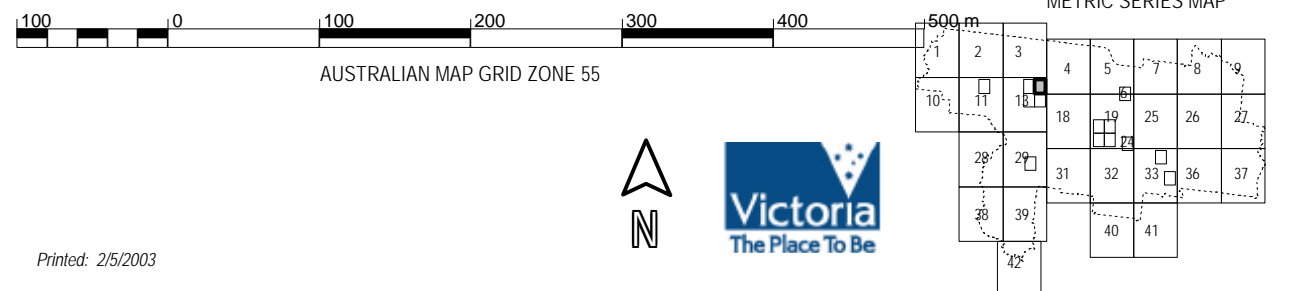 METRIC SERIES MAP
100 0 100 200 300 400 500 m
AUSTRALIAN MAP GRID ZONE 55
1 2 3
4 5 7 8 9
6
10 11 13
18 19 25 26 27
24
28 29
31 32 33 36 37
38 39
40 41
42
N
Victoria
The Place To Be
Printed: 2/5/2003